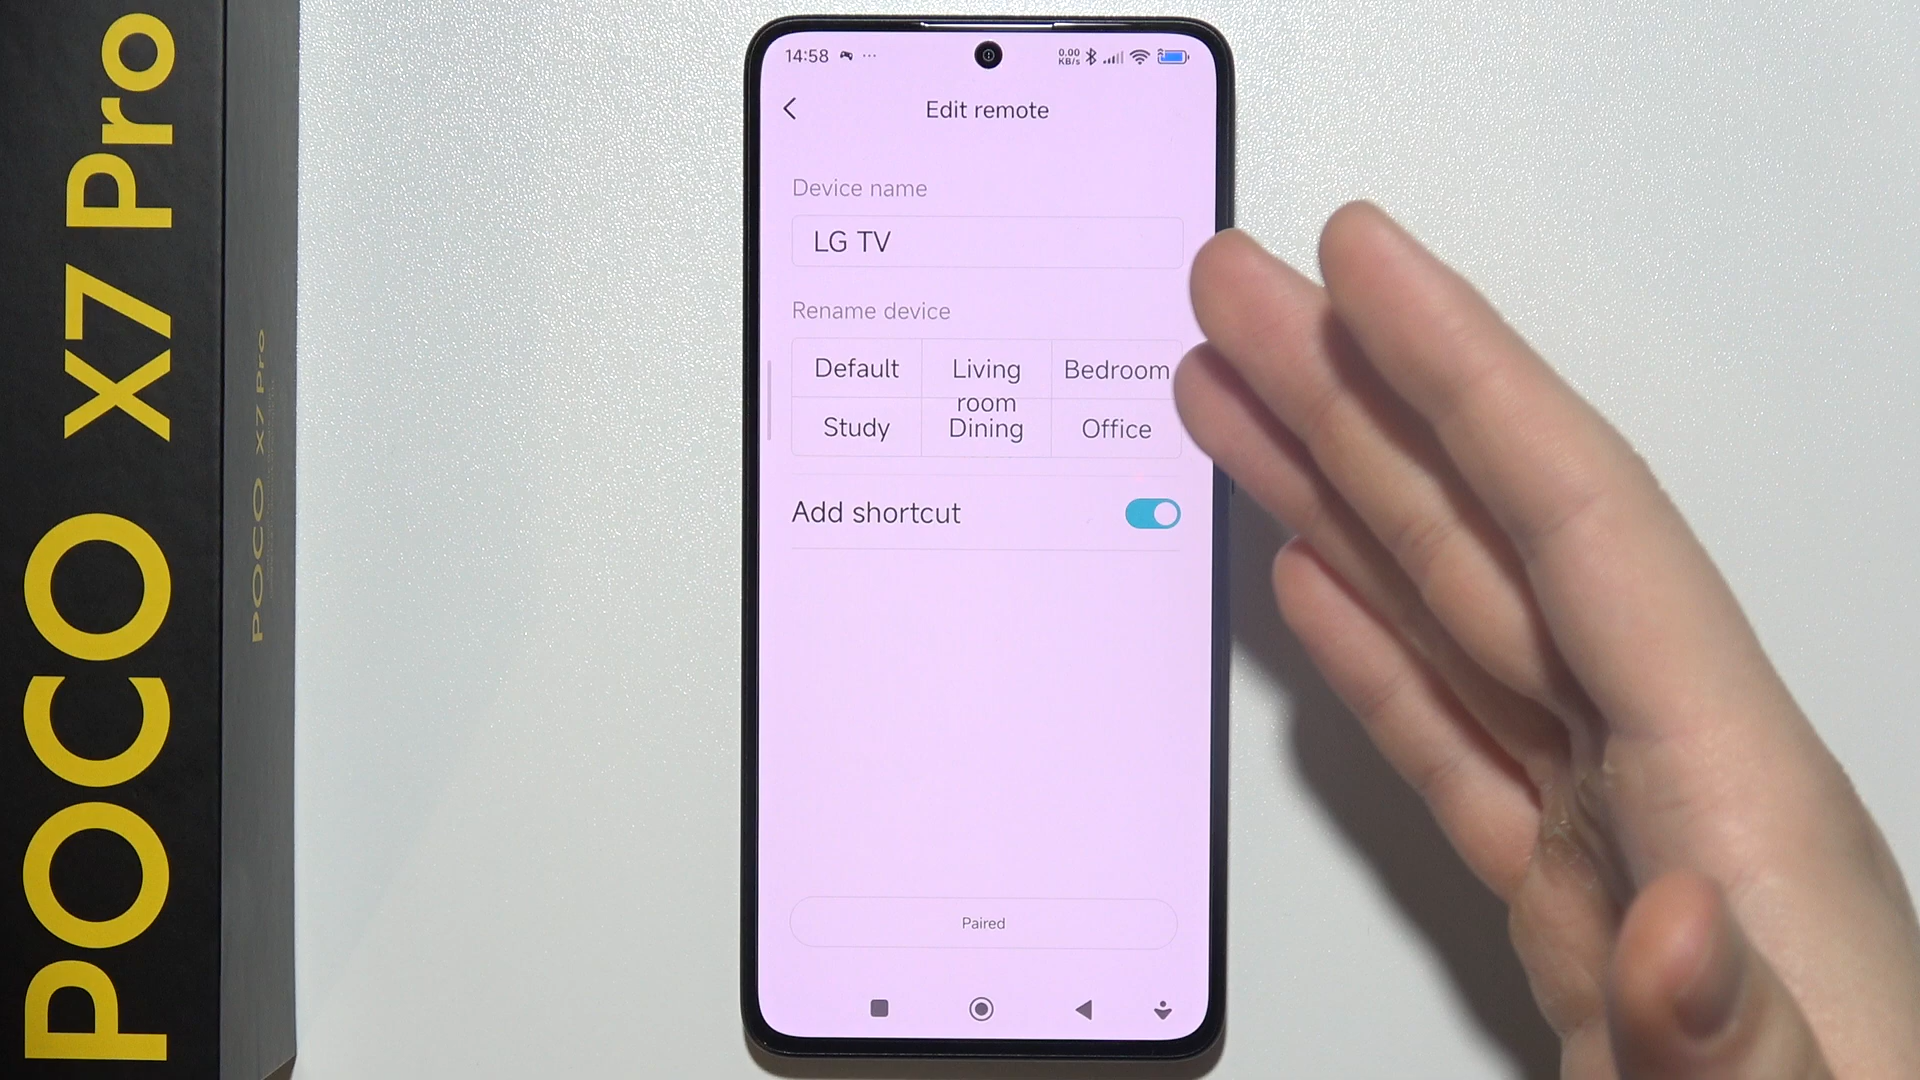 POCO X7 Pro
POCO X7 Pro
14:58 ...
0.00
KB/s
Edit remote
Device name
LG TV
Rename device
Default
Living
room
Bedroom
Study
Dining
Office
Add shortcut
Paired